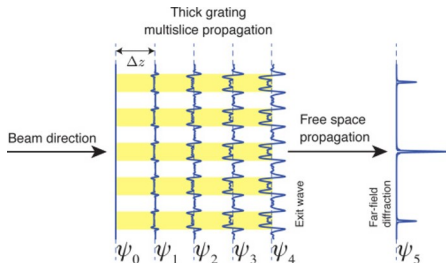 Thick grating
multislice propagation
Δz
Beam direction
Free space
propagation
Exit wave
Far-field
diffraction
ψ0 ψ1 ψ2 ψ3 ψ4 ψ5